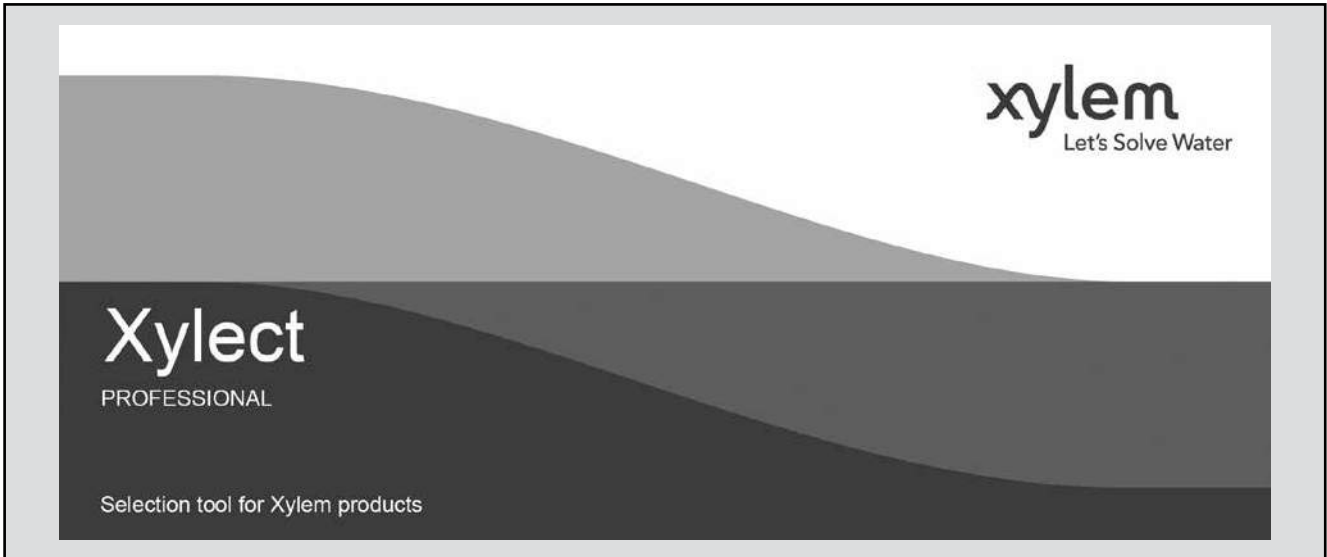 xylem
Let's Solve Water
Xylect
PROFESSIONAL
Selection tool for Xylem products